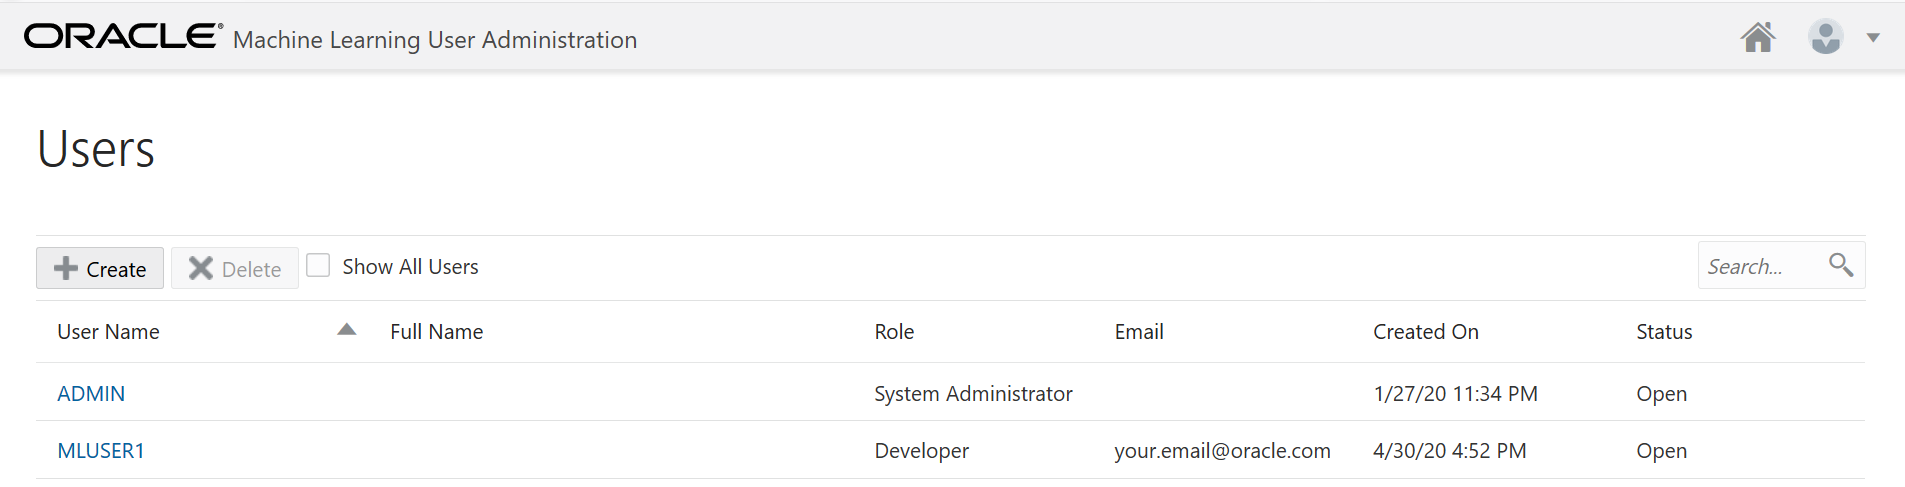 ORACLE® Machine Learning User Administration
Users
Create Delete Show All Users Search...
User Name Full Name Role Email Created On Status
ADMIN System Administrator 1/27/20 11:34 PM Open
MLUSER1 Developer your.email@oracle.com 4/30/20 4:52 PM Open